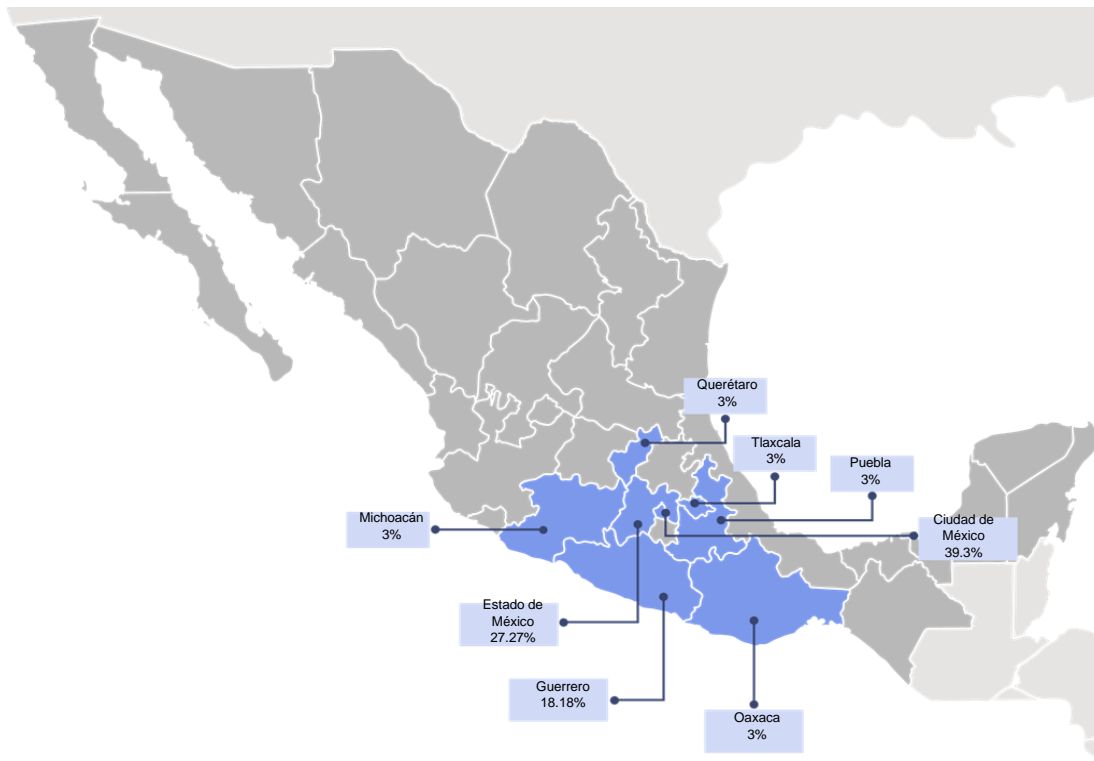 Querétaro
3%
Tlaxcala
3%
Puebla
3%
Michoacán
3%
Ciudad de
México
39.3%
Estado de
México
27.27%
Guerrero
18.18%
Oaxaca
3%